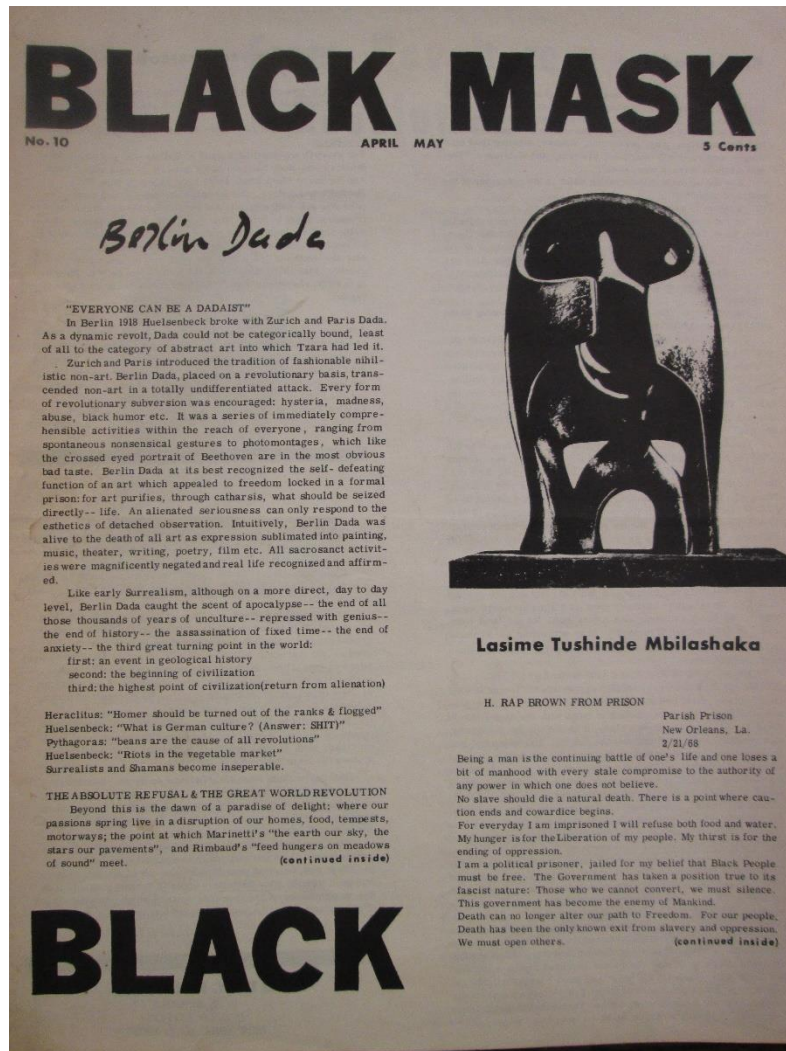 BLACK MASK
No. 10 APRIL MAY 5 Cents
Berlin Dada
"EVERYONE CAN BE A DADAIST"
In Berlin 1918 Huelsenbeck broke with Zurich and Paris Dada.
As a dynamic revolt, Dada could not be categorically bound, least
of all to the category of abstract art into which Tzara had led it.
Zurich and Paris introduced the tradition of fashionable nihil-
istic non-art. Berlin Dada, placed on a revolutionary basis, trans-
cended non-art in a totally undifferentiated attack. Every form
of revolutionary subversion was encouraged: hysteria, madness,
abuse, black humor etc. It was a series of immediately compre-
hensible activities within the reach of everyone, ranging from
spontaneous nonsensical gestures to photomontages, which like
the crossed eyed portrait of Beethoven are in the most obvious
bad taste. Berlin Dada at its best recognized the self- defeating
function of an art which appealed to freedom locked in a formal
prison: for art purifies, through catharsis, what should be seized
directly-- life. An alienated seriousness can only respond to the
esthetics of detached observation. Intuitively, Berlin Dada was
alive to the death of all art as expression sublimated into painting,
music, theater, writing, poetry, film etc. All sacrosanct activit-
ies were magnificently negated and real life recognized and affirm-
ed.
Like early Surrealism, although on a more direct, day to day
level, Berlin Dada caught the scent of apocalypse-- the end of all
those thousands of years of unculture-- repressed with genius--
the end of history-- the assassination of fixed time-- the end of
anxiety-- the third great turning point in the world:
first: an event in geological history
second: the beginning of civilization
third: the highest point of civilization(return from alienation)
Heraclitus: "Homer should be turned out of the ranks & flogged"
Huelsenbeck: "What is German culture? (Answer: SHIT)"
Pythagoras: "beans are the cause of all revolutions"
Huelsenbeck: "Riots in the vegetable market"
Surrealists and Shamans become inseperable.
THE ABSOLUTE REFUSAL & THE GREAT WORLD REVOLUTION
Beyond this is the dawn of a paradise of delight; where our
passions spring live in a disruption of our homes, food, tempests,
motorways; the point at which Marinetti's "the earth our sky, the
stars our pavements", and Rimbaud's "feed hungers on meadows
of sound" meet. (continued inside)
BLACK
Lasime Tushinde Mbilashaka
H. RAP BROWN FROM PRISON
Parish Prison
New Orleans, La.
2/21/68
Being a man is the continuing battle of one's life and one loses a
bit of manhood with every stale compromise to the authority of
any power in which one does not believe.
No slave should die a natural death. There is a point where cau-
tion ends and cowardice begins.
For everyday I am imprisoned I will refuse both food and water.
My hunger is for the Liberation of my people. My thirst is for the
ending of oppression.
I am a political prisoner, jailed for my belief that Black People
must be free. The Government has taken a position true to its
fascist nature: Those who we cannot convert, we must silence.
This government has become the enemy of Mankind.
Death can no longer alter our path to Freedom. For our people,
Death has been the only known exit from slavery and oppression.
We must open others. (continued inside)